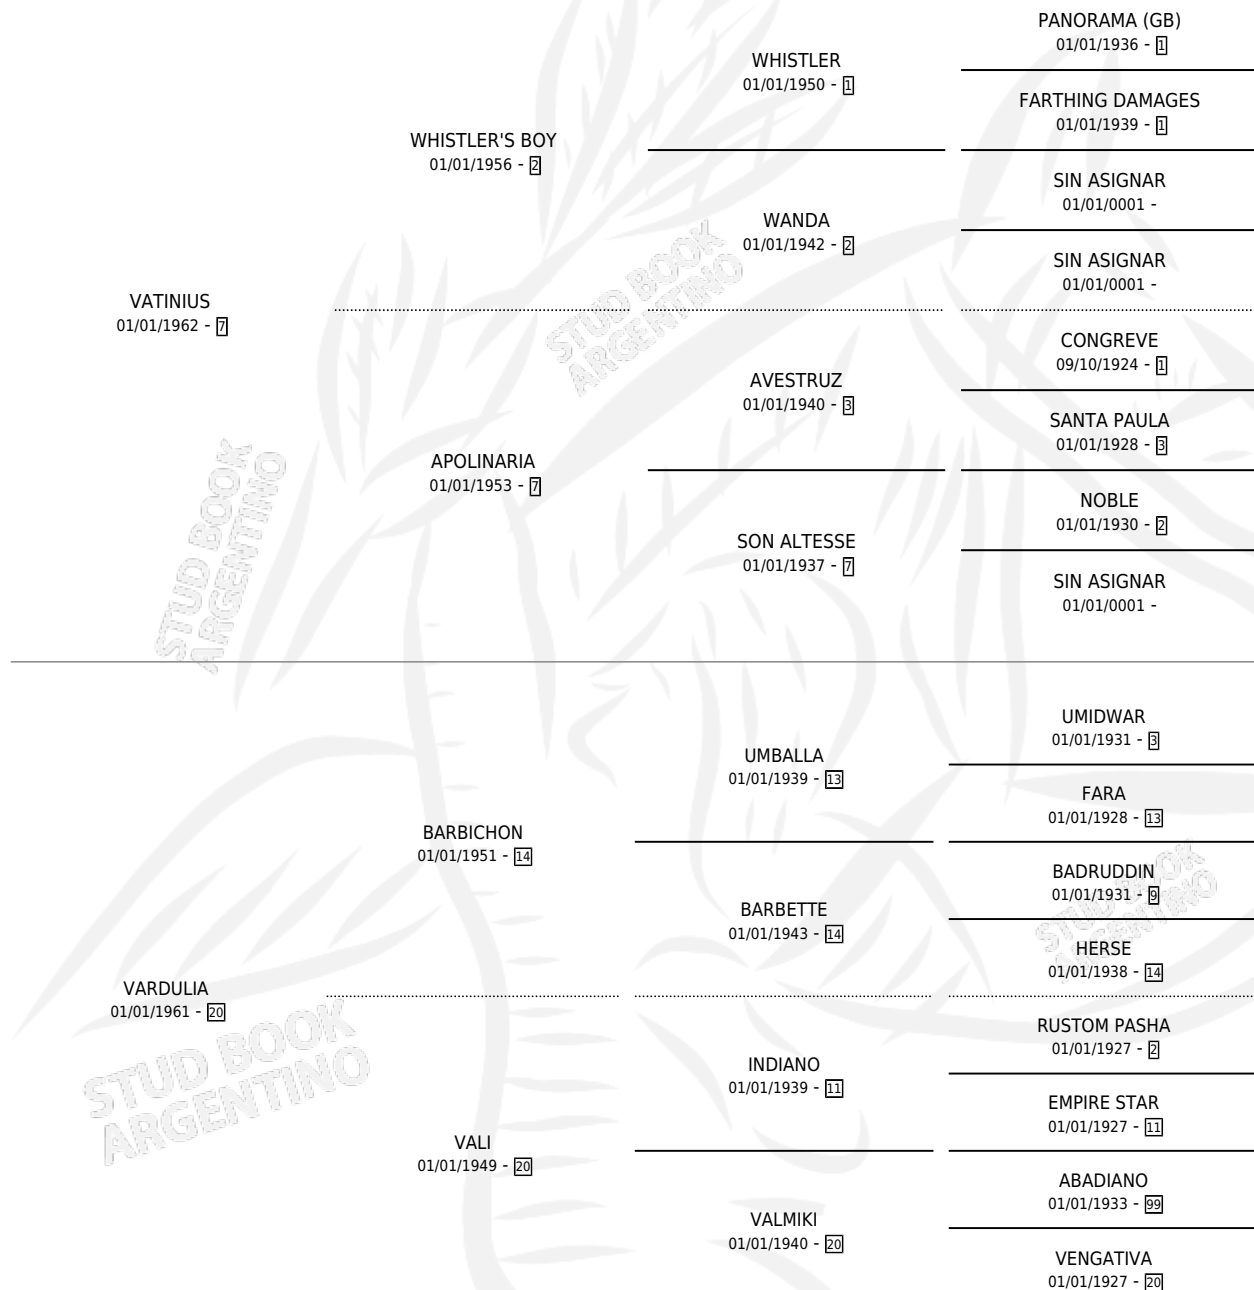 PANORAMA (GB)
01/01/1936 - 1
WHISTLER
01/01/1950 - 1
FARTHING DAMAGES
01/01/1939 - 1
WHISTLER'S BOY
01/01/1956 - 2
SIN ASIGNAR
01/01/0001 -
WANDA
01/01/1942 - 2
SIN ASIGNAR
01/01/0001 -
VATINIUS
01/01/1962 - 7
CONGREVE
09/10/1924 - 1
AVESTRUZ
01/01/1940 - 3
SANTA PAULA
01/01/1928 - 3
APOLINARIA
01/01/1953 - 7
NOBLE
01/01/1930 - 2
SON ALTESSE
01/01/1937 - 7
SIN ASIGNAR
01/01/0001 -
UMIDWAR
01/01/1931 - 3
UMBALLA
01/01/1939 - 13
FARA
01/01/1928 - 13
BARBICHON
01/01/1951 - 14
BADRUDDIN
01/01/1931 - 9
BARBETTE
01/01/1943 - 14
HERSE
01/01/1938 - 14
VARDULIA
01/01/1961 - 20
RUSTOM PASHA
01/01/1927 - 2
INDIANO
01/01/1939 - 11
EMPIRE STAR
01/01/1927 - 11
VALI
01/01/1949 - 20
ABADIANO
01/01/1933 - 99
VALMIKI
01/01/1940 - 20
VENGATIVA
01/01/1927 - 20
STUD BOOK
ARGENTINO
STUD BOOK
ARGENTINO
STUD BOOK
ARGENTINO
STUD BOOK
ARGENTINO